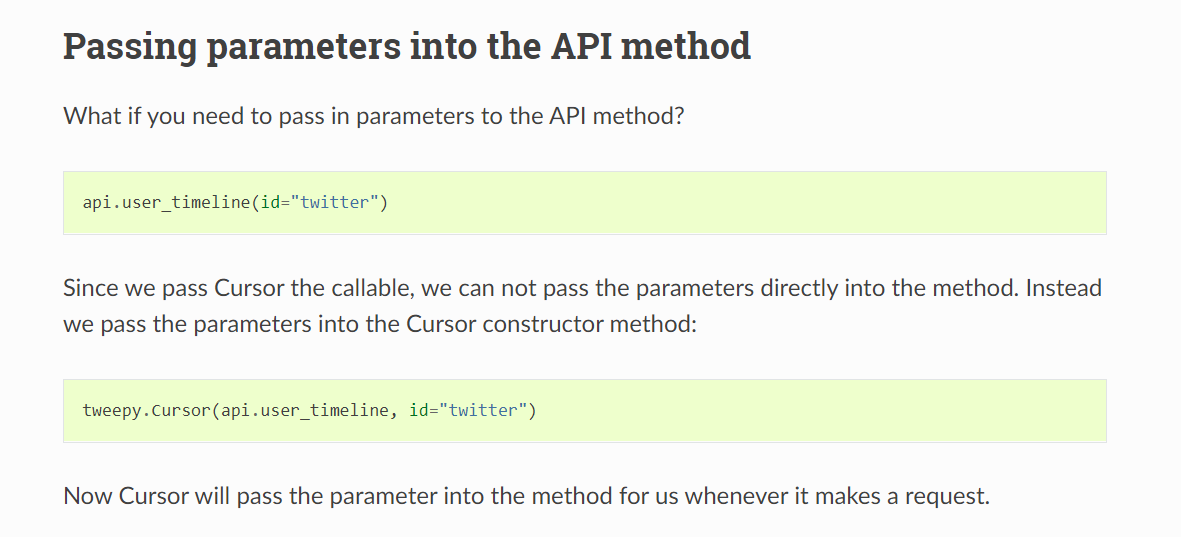 Passing parameters into the API method
What if you need to pass in parameters to the API method?
api.user_timeline(id="twitter")
Since we pass Cursor the callable, we can not pass the parameters directly into the method. Instead
we pass the parameters into the Cursor constructor method:
tweepy.Cursor(api.user_timeline, id="twitter")
Now Cursor will pass the parameter into the method for us whenever it makes a request.